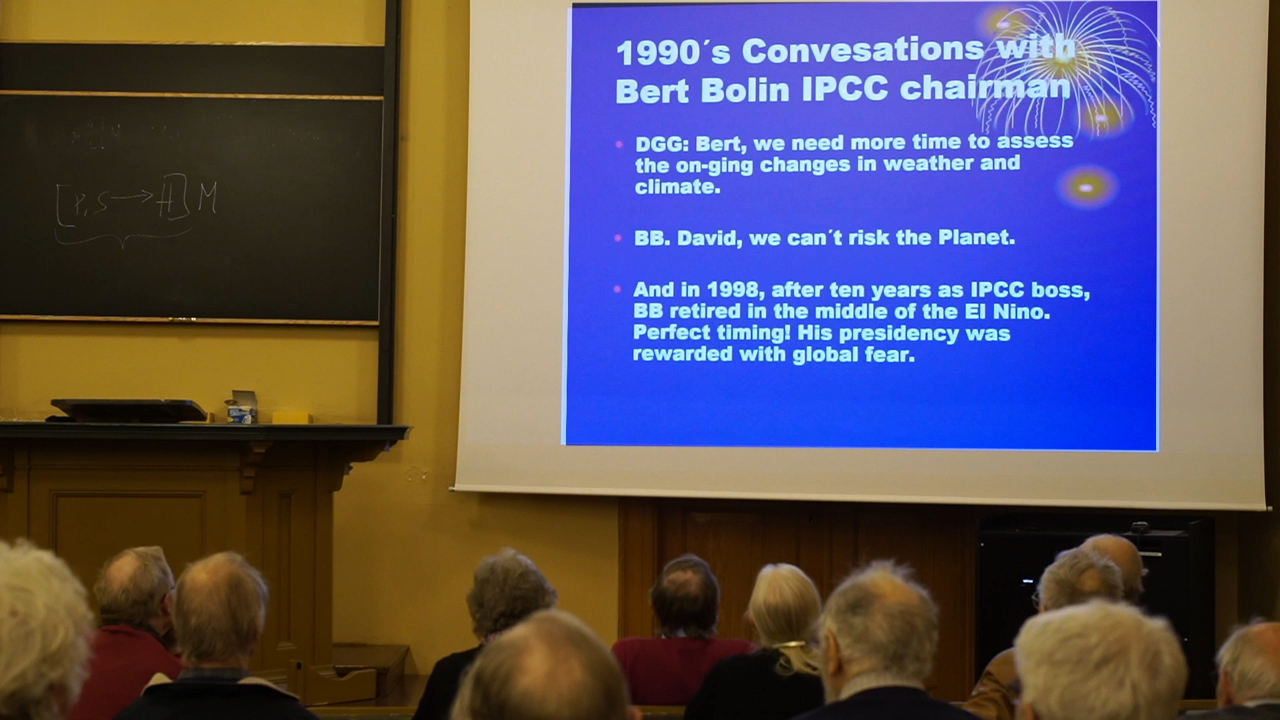 [P, S → H] M
1990´s Convesations with
Bert Bolin IPCC chairman
DGG: Bert, we need more time to assess
the on-ging changes in weather and
climate.
BB. David, we can´t risk the Planet.
And in 1998, after ten years as IPCC boss,
BB retired in the middle of the El Nino.
Perfect timing! His presidency was
rewarded with global fear.